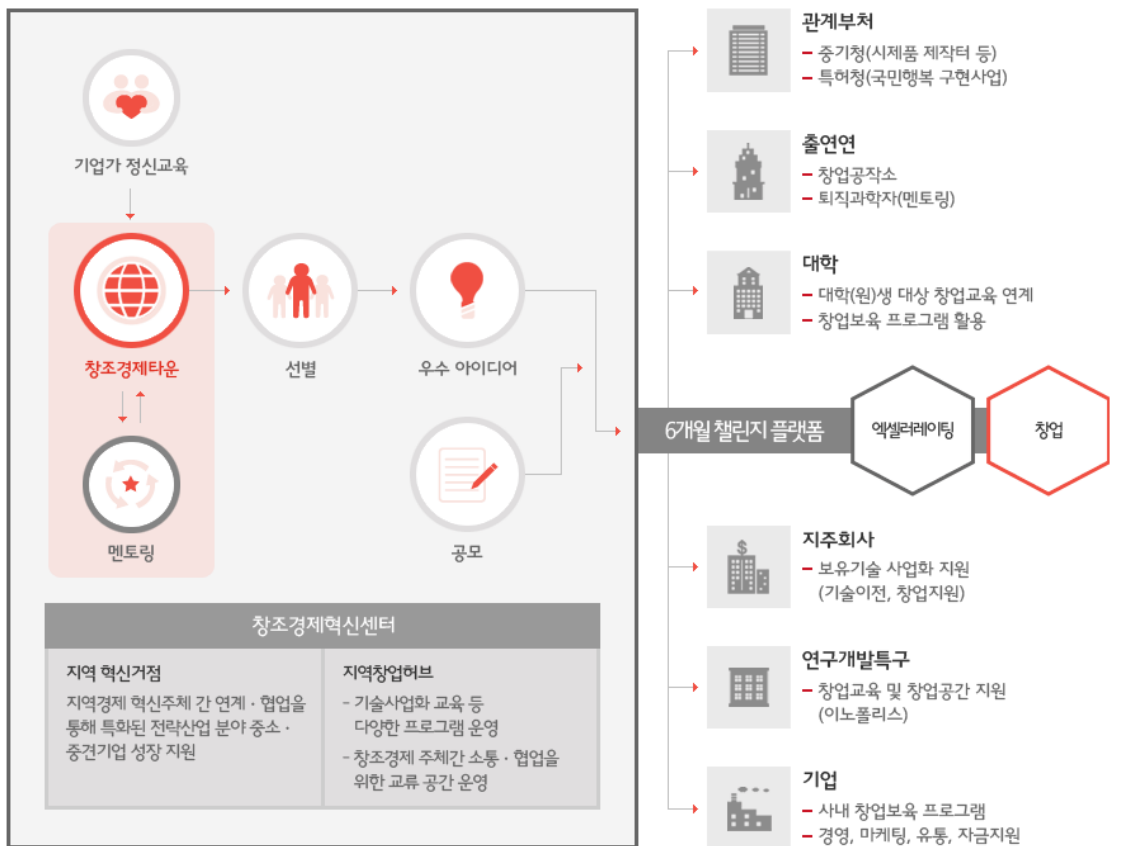 기업가 정신교육
창조경제타운
선별
우수 아이디어
멘토링
공모
창조경제혁신센터
지역 혁신거점
지역경제 혁신주체 간 연계 · 협업을
통해 특화된 전략산업 분야 중소 ·
중견기업 성장 지원
지역창업허브
- 기술사업화 교육 등
다양한 프로그램 운영
- 창조경제 주체간 소통 · 협업을
위한 교류 공간 운영
관계부처
- 중기청(시제품 제작터 등)
- 특허청(국민행복 구현사업)
출연연
- 창업공작소
- 퇴직과학자(멘토링)
대학
- 대학(원)생 대상 창업교육 연계
- 창업보육 프로그램 활용
6개월 챌린지 플랫폼
엑셀러레이팅
창업
$
지주회사
- 보유기술 사업화 지원
(기술이전, 창업지원)
연구개발특구
- 창업교육 및 창업공간 지원
(이노폴리스)
기업
- 사내 창업보육 프로그램
- 경영, 마케팅, 유통, 자금지원